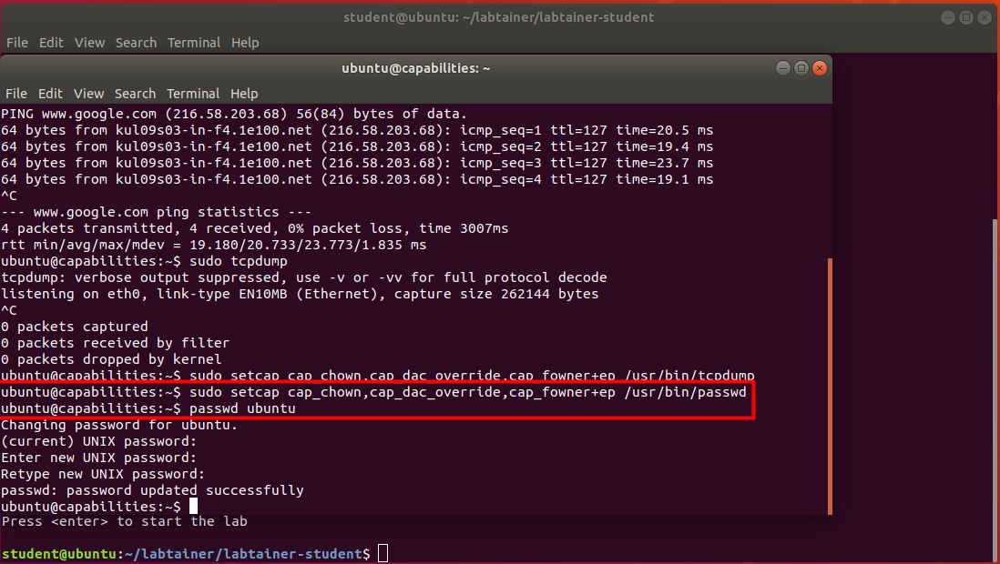 student@ubuntu: ~/labtainer/labtainer-student
File Edit View Search Terminal Help
ubuntu@capabilities: ~
File Edit View Search Terminal Help
PING www.google.com (216.58.203.68) 56(84) bytes of data.
64 bytes from kul09s03-in-f4.1e100.net (216.58.203.68): icmp_seq=1 ttl=127 time=20.5 ms
64 bytes from kul09s03-in-f4.1e100.net (216.58.203.68): icmp_seq=2 ttl=127 time=19.4 ms
64 bytes from kul09s03-in-f4.1e100.net (216.58.203.68): icmp_seq=3 ttl=127 time=23.7 ms
64 bytes from kul09s03-in-f4.1e100.net (216.58.203.68): icmp_seq=4 ttl=127 time=19.1 ms
^C
--- www.google.com ping statistics ---
4 packets transmitted, 4 received, 0% packet loss, time 3007ms
rtt min/avg/max/mdev = 19.180/20.733/23.773/1.835 ms
ubuntu@capabilities:~$ sudo tcpdump
tcpdump: verbose output suppressed, use -v or -vv for full protocol decode
listening on eth0, link-type EN10MB (Ethernet), capture size 262144 bytes
^C
0 packets captured
0 packets received by filter
0 packets dropped by kernel
ubuntu@capabilities:~$ sudo setcap cap_chown,cap_dac_override,cap_fowner+ep /usr/bin/tcpdump
ubuntu@capabilities:~$ sudo setcap cap_chown,cap_dac_override,cap_fowner+ep /usr/bin/passwd
ubuntu@capabilities:~$ passwd ubuntu
Changing password for ubuntu.
(current) UNIX password:
Enter new UNIX password:
Retype new UNIX password:
passwd: password updated successfully
ubuntu@capabilities:~$
Press <enter> to start the lab
student@ubuntu:~/labtainer/labtainer-student$